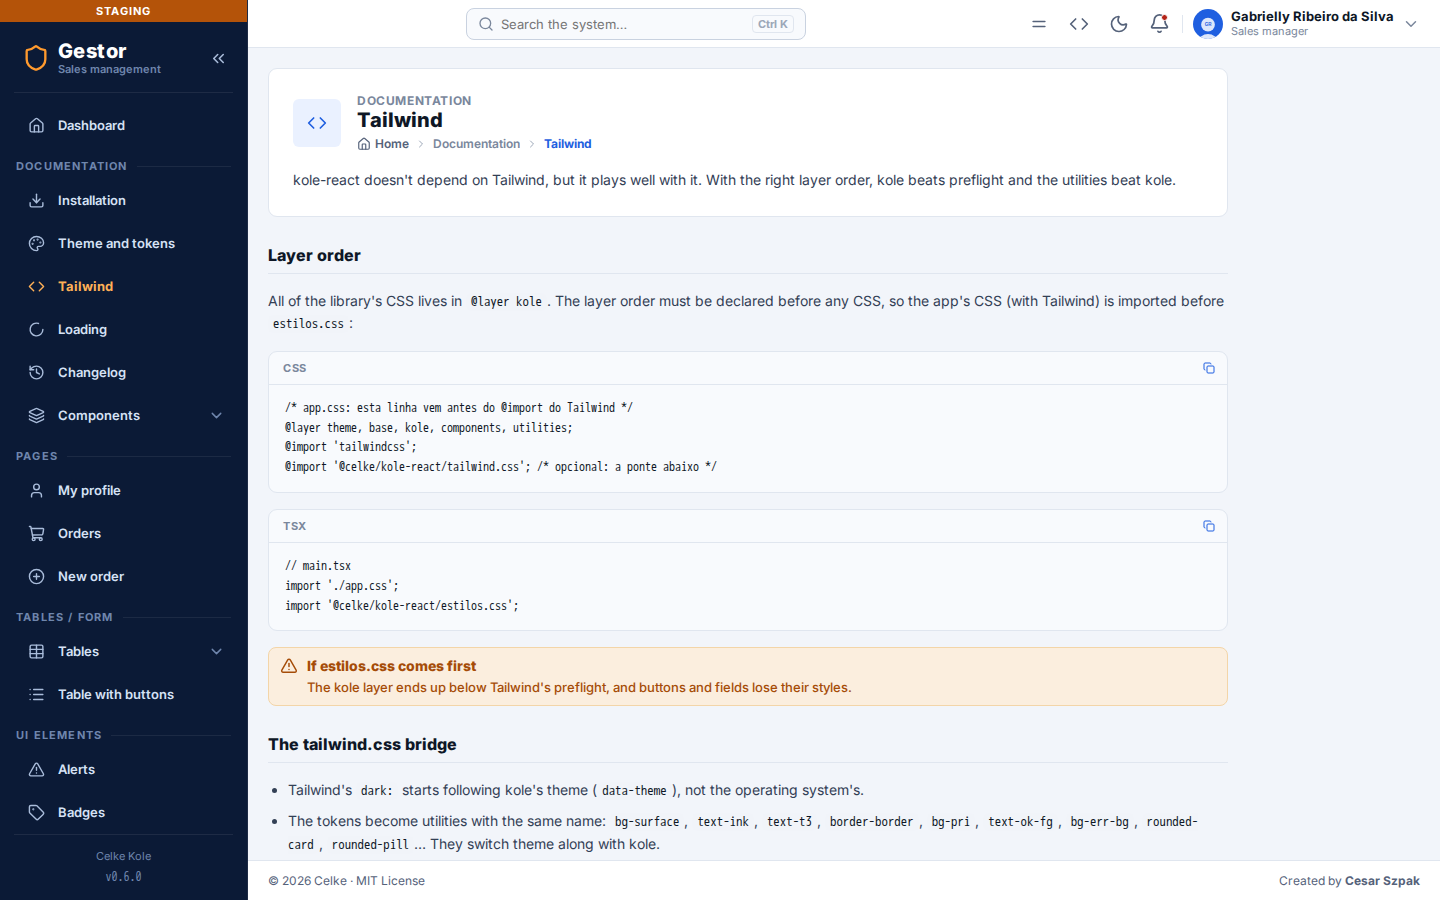 STAGING
Gestor
Sales management
Dashboard
DOCUMENTATION
Installation
Theme and tokens
Tailwind
Loading
Changelog
Components
PAGES
My profile
Orders
New order
TABLES / FORM
Tables
Table with buttons
UI ELEMENTS
Alerts
Badges
Celke Kole
v0.6.0
Search the system...
Ctrl K
GR
Gabrielly Ribeiro da Silva
Sales manager
DOCUMENTATION
Tailwind
Home > Documentation > Tailwind
kole-react doesn't depend on Tailwind, but it plays well with it. With the right layer order, kole beats preflight and the utilities beat kole.
Layer order
All of the library's CSS lives in @layer kole . The layer order must be declared before any CSS, so the app's CSS (with Tailwind) is imported before
estilos.css :
CSS
/* app.css: esta linha vem antes do @import do Tailwind */
@layer theme, base, kole, components, utilities;
@import 'tailwindcss';
@import '@celke/kole-react/tailwind.css'; /* opcional: a ponte abaixo */
TSX
// main.tsx
import './app.css';
import '@celke/kole-react/estilos.css';
If estilos.css comes first
The kole layer ends up below Tailwind's preflight, and buttons and fields lose their styles.
The tailwind.css bridge
• Tailwind's dark: starts following kole's theme ( data-theme ), not the operating system's.
• The tokens become utilities with the same name: bg-surface , text-ink , text-t3 , border-border , bg-pri , text-ok-fg , bg-err-bg , rounded-
card , rounded-pill ... They switch theme along with kole.
© 2026 Celke · MIT License
Created by Cesar Szpak